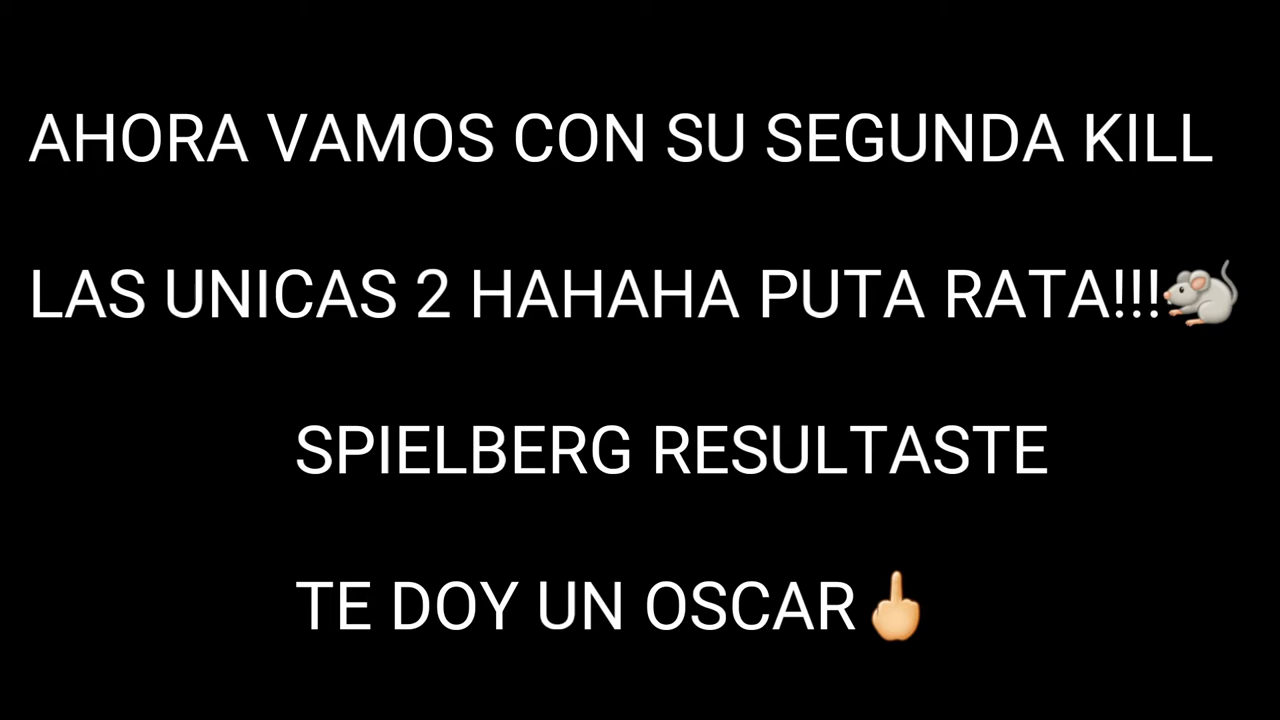 AHORA VAMOS CON SU SEGUNDA KILL
LAS UNICAS 2 HAHAHA PUTA RATA!!!🐁
SPIELBERG RESULTASTE
TE DOY UN OSCAR🖕🏼